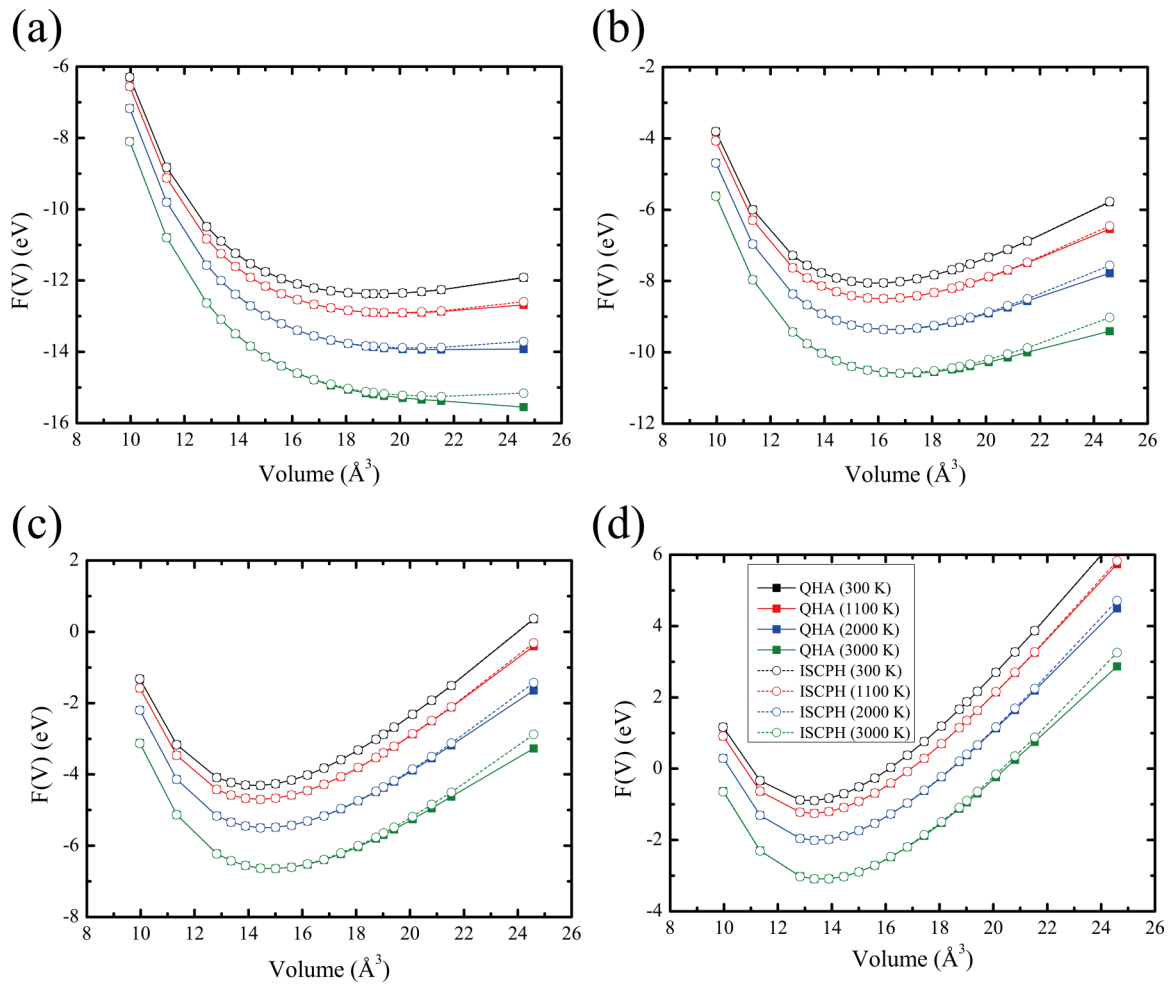 (a)
-6
-8
-10
-12
-14
-16
F(V) (eV)
8 10 12 14 16 18 20 22 24 26
Volume (Å³)
(b)
-2
-4
-6
-8
-10
-12
F(V) (eV)
8 10 12 14 16 18 20 22 24 26
Volume (Å³)
(c)
2
0
-2
-4
-6
-8
F(V) (eV)
8 10 12 14 16 18 20 22 24 26
Volume (Å³)
(d)
6
4
2
0
-2
-4
F(V) (eV)
QHA (300 K)
QHA (1100 K)
QHA (2000 K)
QHA (3000 K)
ISCPH (300 K)
ISCPH (1100 K)
ISCPH (2000 K)
ISCPH (3000 K)
8 10 12 14 16 18 20 22 24 26
Volume (Å³)